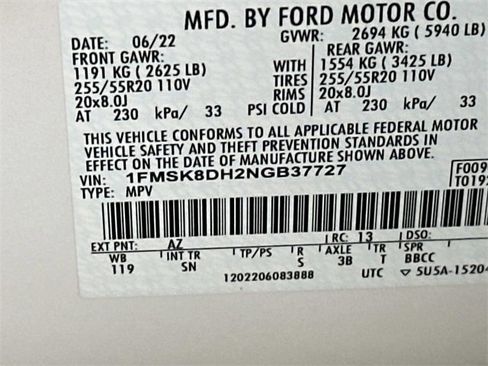 MFD. BY FORD MOTOR CO.
DATE: 06/22 GVWR: 2694 KG (5940 LB)
FRONT GAWR: REAR GAWR:
1191 KG (2625 LB) WITH 1554 KG (3425 LB)
255/55R20 110V TIRES 255/55R20 110V
20x8.0J RIMS 20x8.0J
AT 230 kPa/ 33 PSI COLD AT 230 kPa/ 33
THIS VEHICLE CONFORMS TO ALL APPLICABLE FEDERAL MOTOR
VEHICLE SAFETY AND THEFT PREVENTION STANDARDS IN
EFFECT ON THE DATE OF MANUFACTURE SHOWN ABOVE.
VIN: 1FMSK8DH2NGB37727 F009
TYPE: MPV T019
EXT PNT: AZ RC: 13 DSO:
WB INT TR TP/PS R AXLE TR SPR
119 SN S 3B T BBCC
1202206083888 UTC ▽ 5U5A-15204